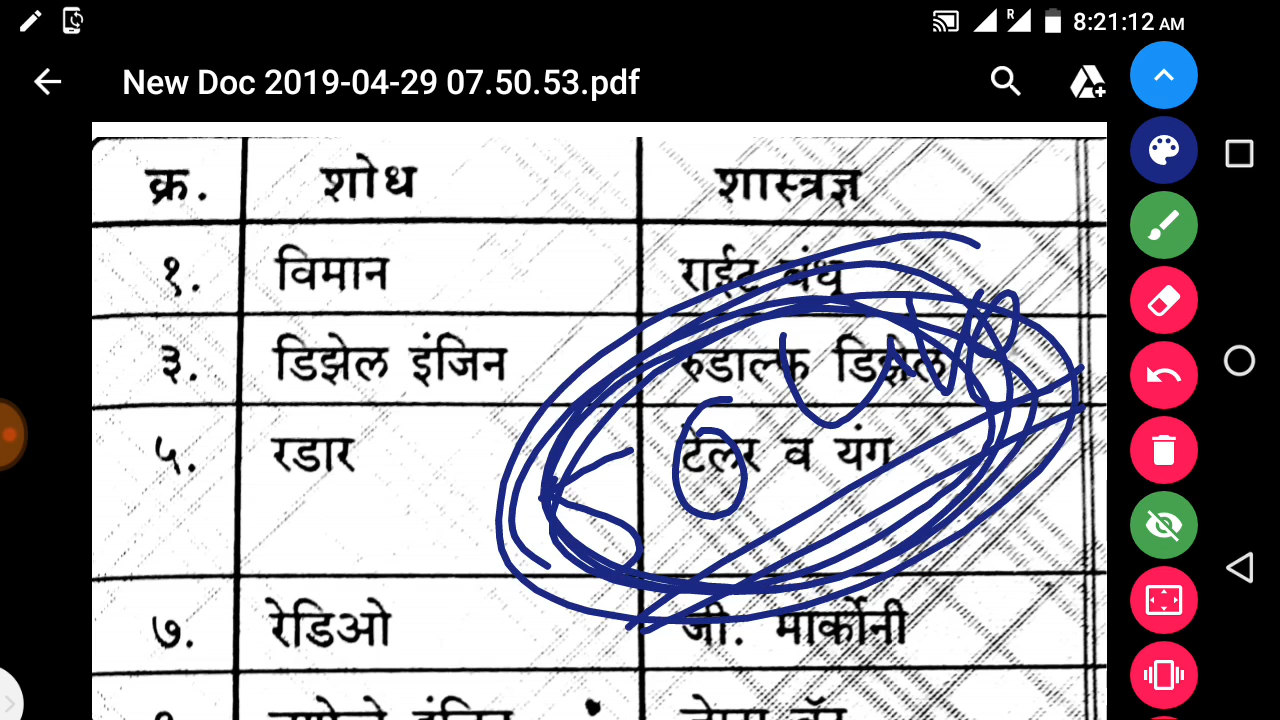 8:21:12 AM
New Doc 2019-04-29 07.50.53.pdf
क्र. शोध शास्त्रज्ञ
१. विमान राईट बंधू
३. डिझेल इंजिन रुडाल्फ डिझेल
५. रडार टेलर व यंग
७. रेडिओ जी. मार्कोनी